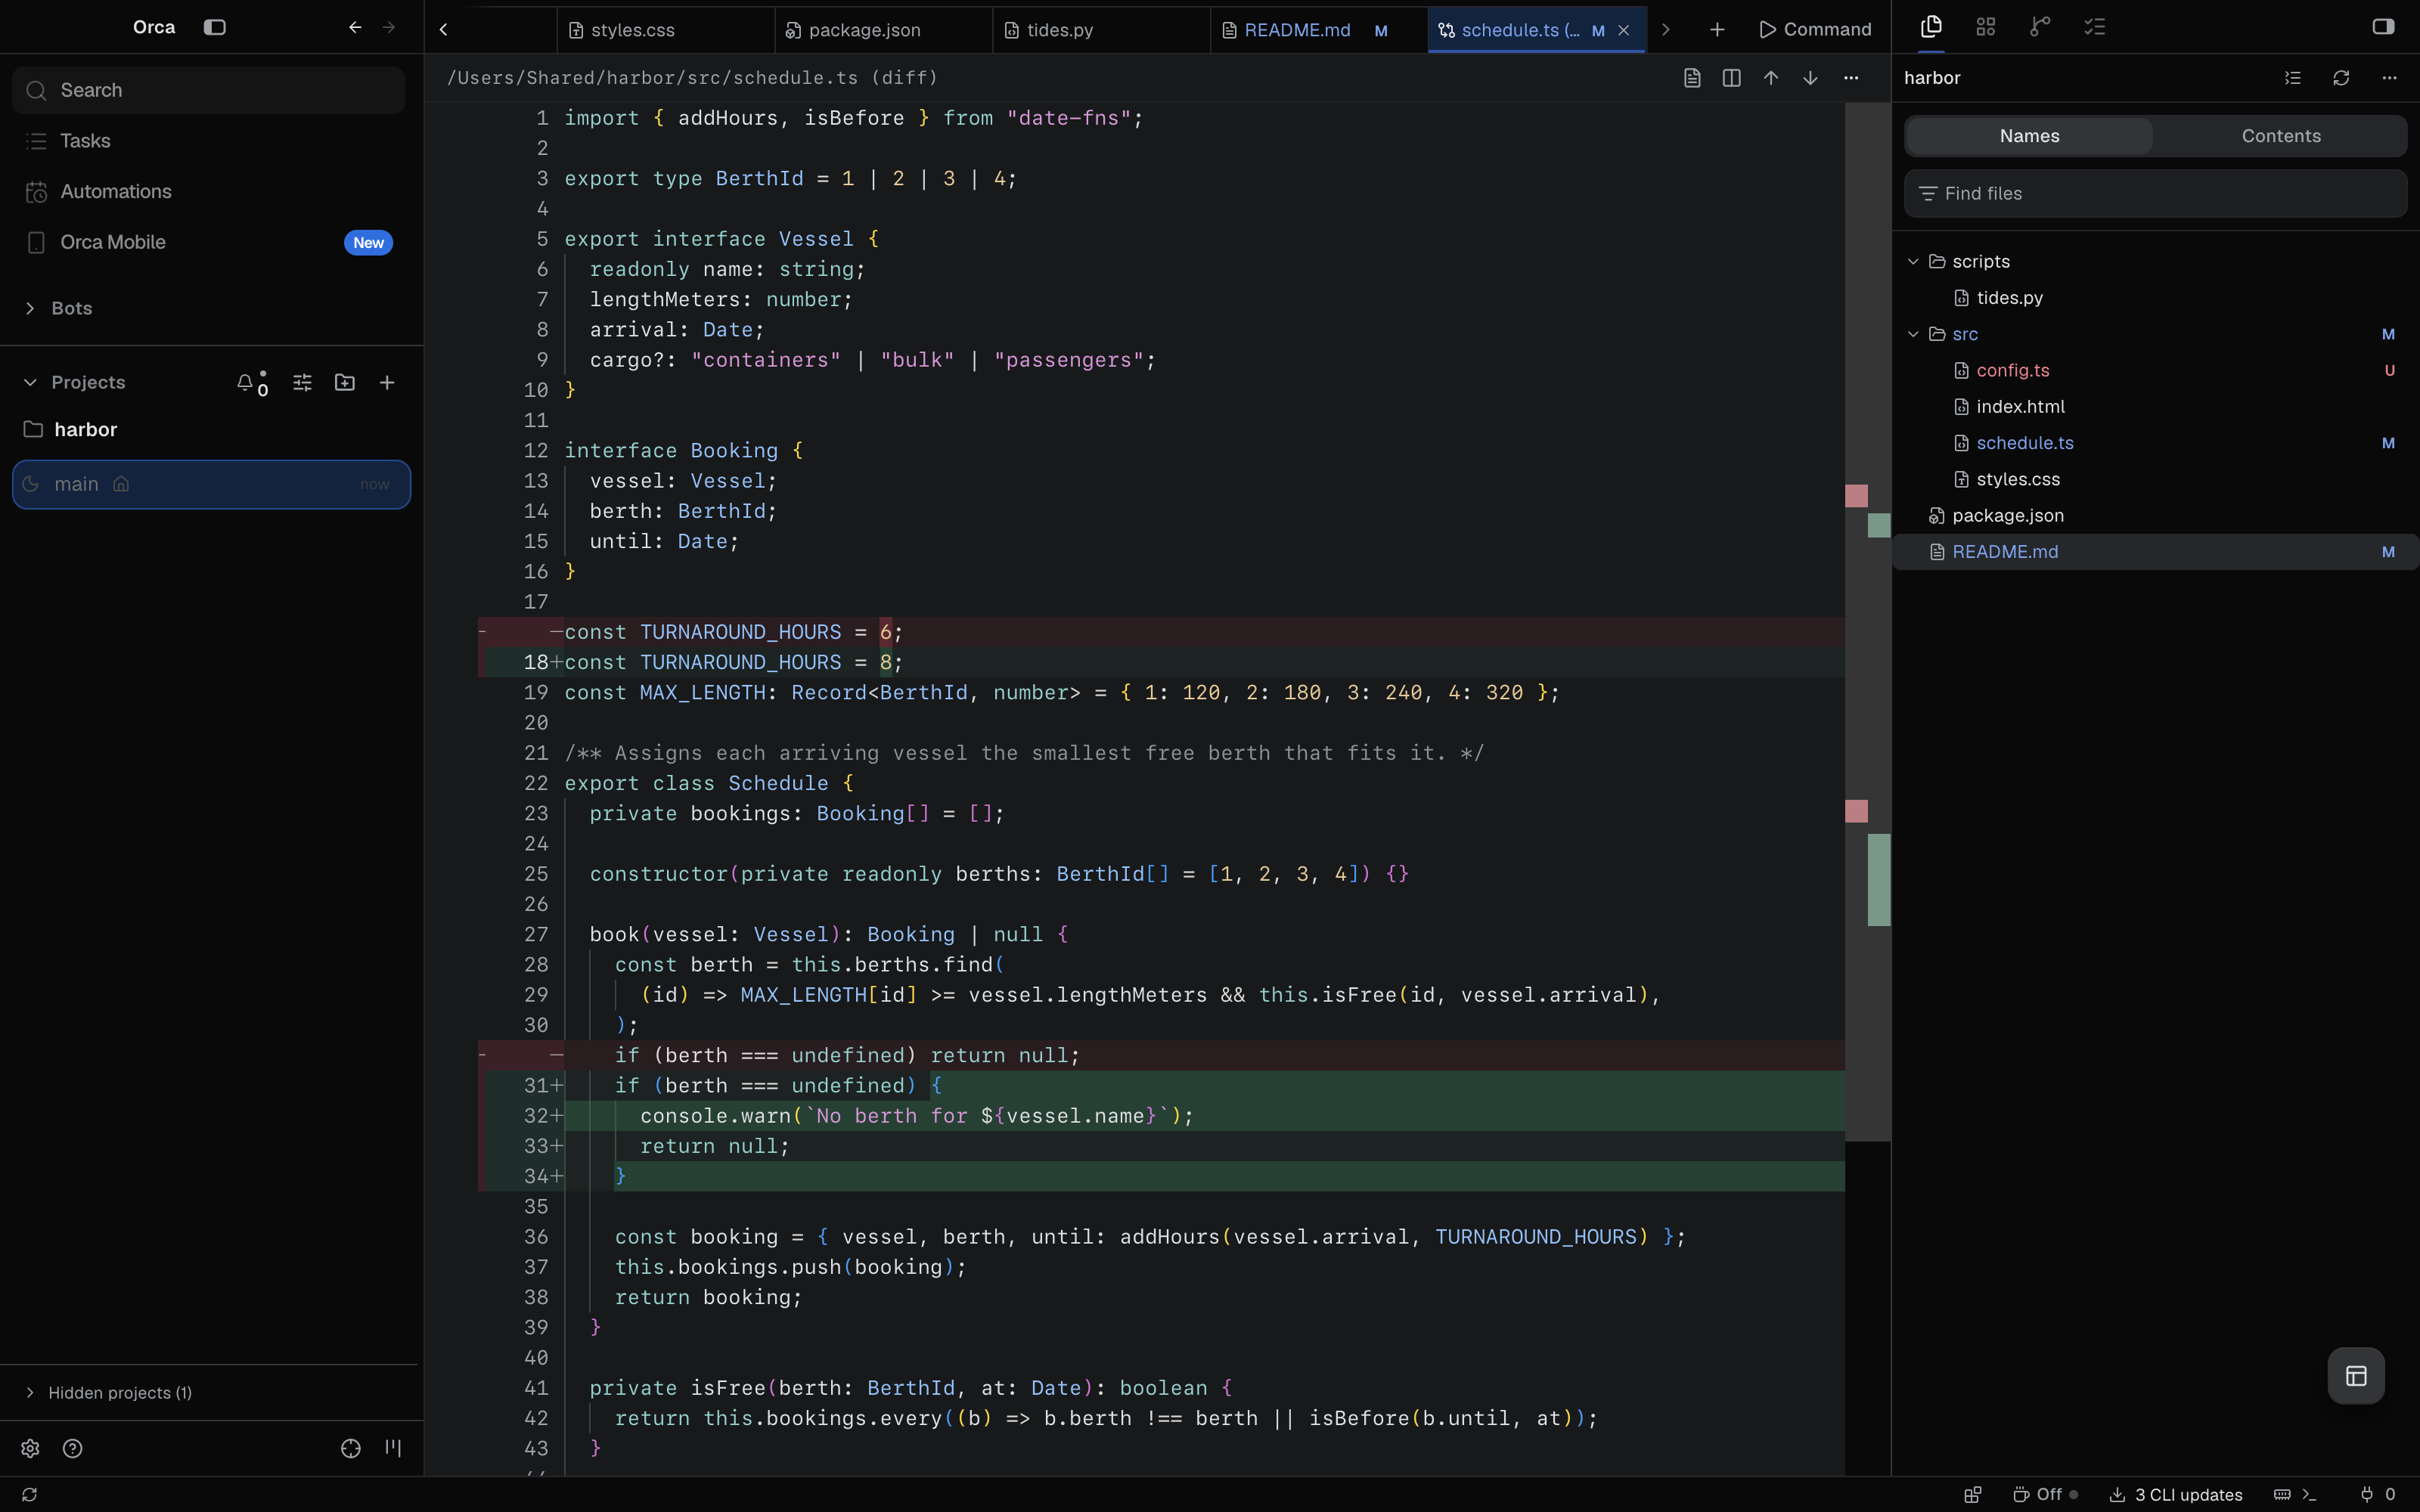 Orca
Search
Tasks
Automations
Orca Mobile New
Bots
Projects 0
harbor
main now
Hidden projects (1)
styles.css
package.json
tides.py
README.md M
schedule.ts (... M
Command
/Users/Shared/harbor/src/schedule.ts (diff)
1 import { addHours, isBefore } from "date-fns";
2
3 export type BerthId = 1 | 2 | 3 | 4;
4
5 export interface Vessel {
6 readonly name: string;
7 lengthMeters: number;
8 arrival: Date;
9 cargo?: "containers" | "bulk" | "passengers";
10 }
11
12 interface Booking {
13 vessel: Vessel;
14 berth: BerthId;
15 until: Date;
16 }
17
- —const TURNAROUND_HOURS = 6;
18+const TURNAROUND_HOURS = 8;
19 const MAX_LENGTH: Record<BerthId, number> = { 1: 120, 2: 180, 3: 240, 4: 320 };
20
21 /** Assigns each arriving vessel the smallest free berth that fits it. */
22 export class Schedule {
23 private bookings: Booking[] = [];
24
25 constructor(private readonly berths: BerthId[] = [1, 2, 3, 4]) {}
26
27 book(vessel: Vessel): Booking | null {
28 const berth = this.berths.find(
29 (id) => MAX_LENGTH[id] >= vessel.lengthMeters && this.isFree(id, vessel.arrival),
30 );
- — if (berth === undefined) return null;
31+ if (berth === undefined) {
32+ console.warn(`No berth for ${vessel.name}`);
33+ return null;
34+ }
35
36 const booking = { vessel, berth, until: addHours(vessel.arrival, TURNAROUND_HOURS) };
37 this.bookings.push(booking);
38 return booking;
39 }
40
41 private isFree(berth: BerthId, at: Date): boolean {
42 return this.bookings.every((b) => b.berth !== berth || isBefore(b.until, at));
43 }
harbor
Names Contents
Find files
scripts
tides.py
src M
config.ts U
index.html
schedule.ts M
styles.css
package.json
README.md M
Off
3 CLI updates
0